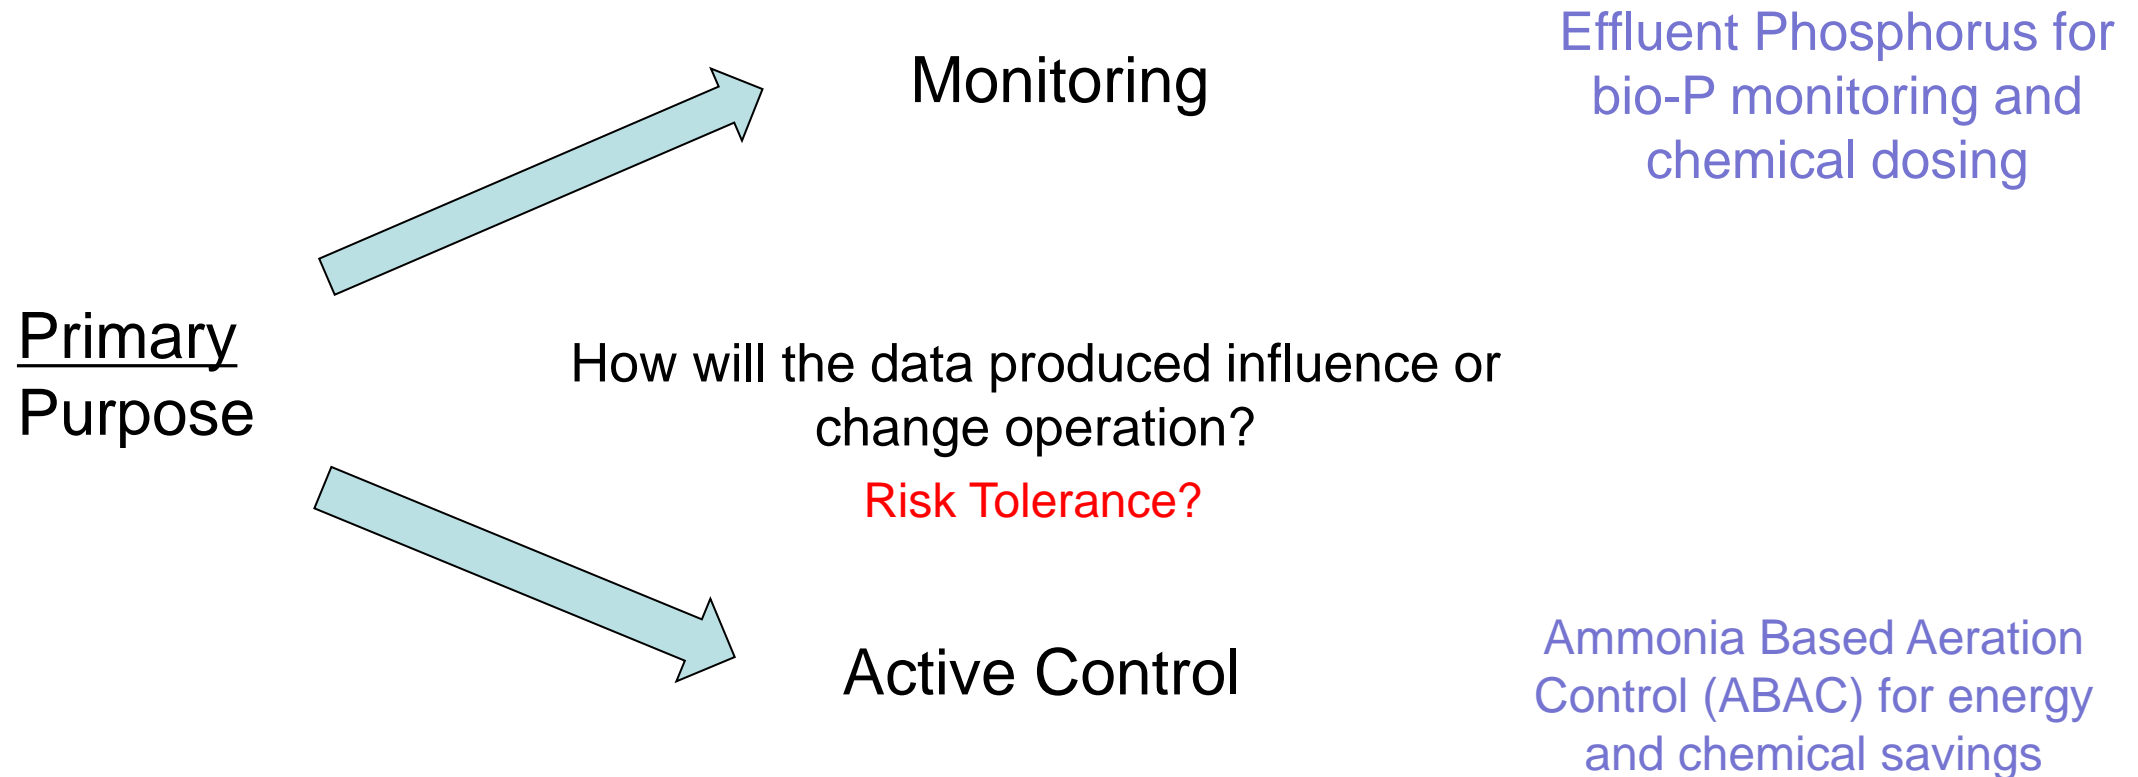 Monitoring
Effluent Phosphorus for
bio-P monitoring and
chemical dosing
Primary
Purpose
How will the data produced influence or
change operation?
Risk Tolerance?
Active Control
Ammonia Based Aeration
Control (ABAC) for energy
and chemical savings